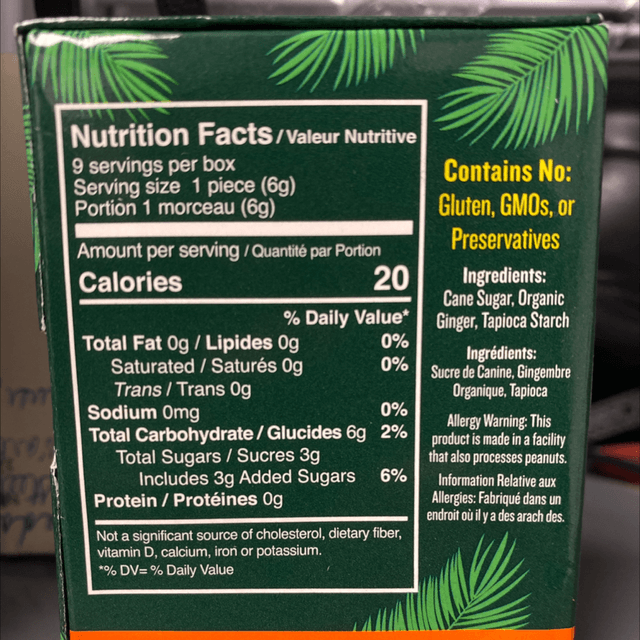 Nutrition Facts / Valeur Nutritive
9 servings per box
Serving size 1 piece (6g)
Portion 1 morceau (6g)
Amount per serving / Quantité par Portion
Calories 20
% Daily Value*
Total Fat 0g / Lipides 0g 0%
Saturated / Saturés 0g 0%
Trans / Trans 0g
Sodium 0mg 0%
Total Carbohydrate / Glucides 6g 2%
Total Sugars / Sucres 3g
Includes 3g Added Sugars 6%
Protein / Protéines 0g
Not a significant source of cholesterol, dietary fiber,
vitamin D, calcium, iron or potassium.
*% DV= % Daily Value
Contains No:
Gluten, GMOs, or
Preservatives
Ingredients:
Cane Sugar, Organic
Ginger, Tapioca Starch
Ingrédients:
Sucre de Canine, Gingembre
Organique, Tapioca
Allergy Warning: This
product is made in a facility
that also processes peanuts.
Information Relative aux
Allergies: Fabriqué dans un
endroit où il y a des arach des.